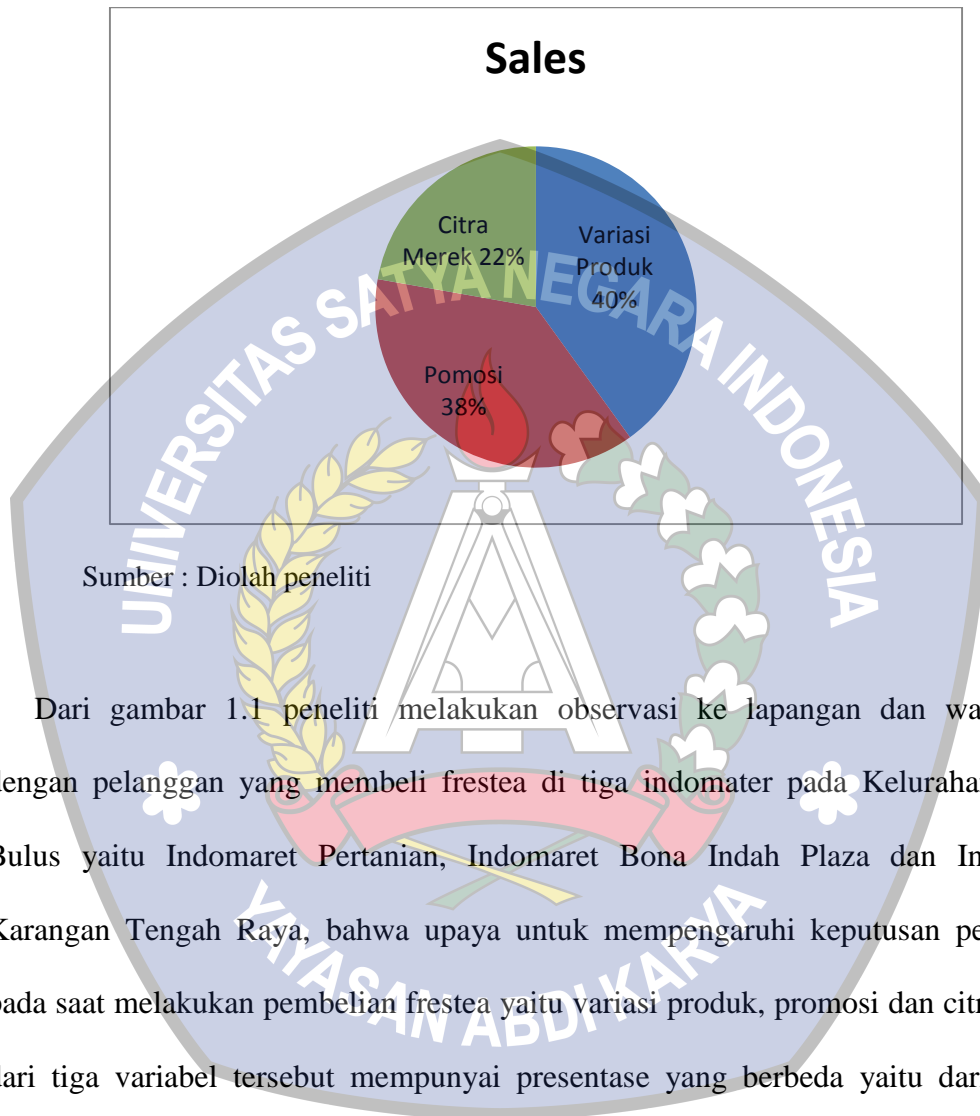 Sales
Citra
Merek 22%
Variasi
Produk
40%
Pomosi
38%
UNIVERSITAS SATYA NEGARA INDONESIA
YAYASAN ABDI KARYA
Sumber : Diolah peneliti
Dari gambar 1.1 peneliti melakukan observasi ke lapangan dan wa
dengan pelanggan yang membeli frestea di tiga indomater pada Keluraha
Bulus yaitu Indomaret Pertanian, Indomaret Bona Indah Plaza dan In
Karangan Tengah Raya, bahwa upaya untuk mempengaruhi keputusan pe
pada saat melakukan pembelian frestea yaitu variasi produk, promosi dan citr
dari tiga variabel tersebut mempunyai presentase yang berbeda yaitu dar